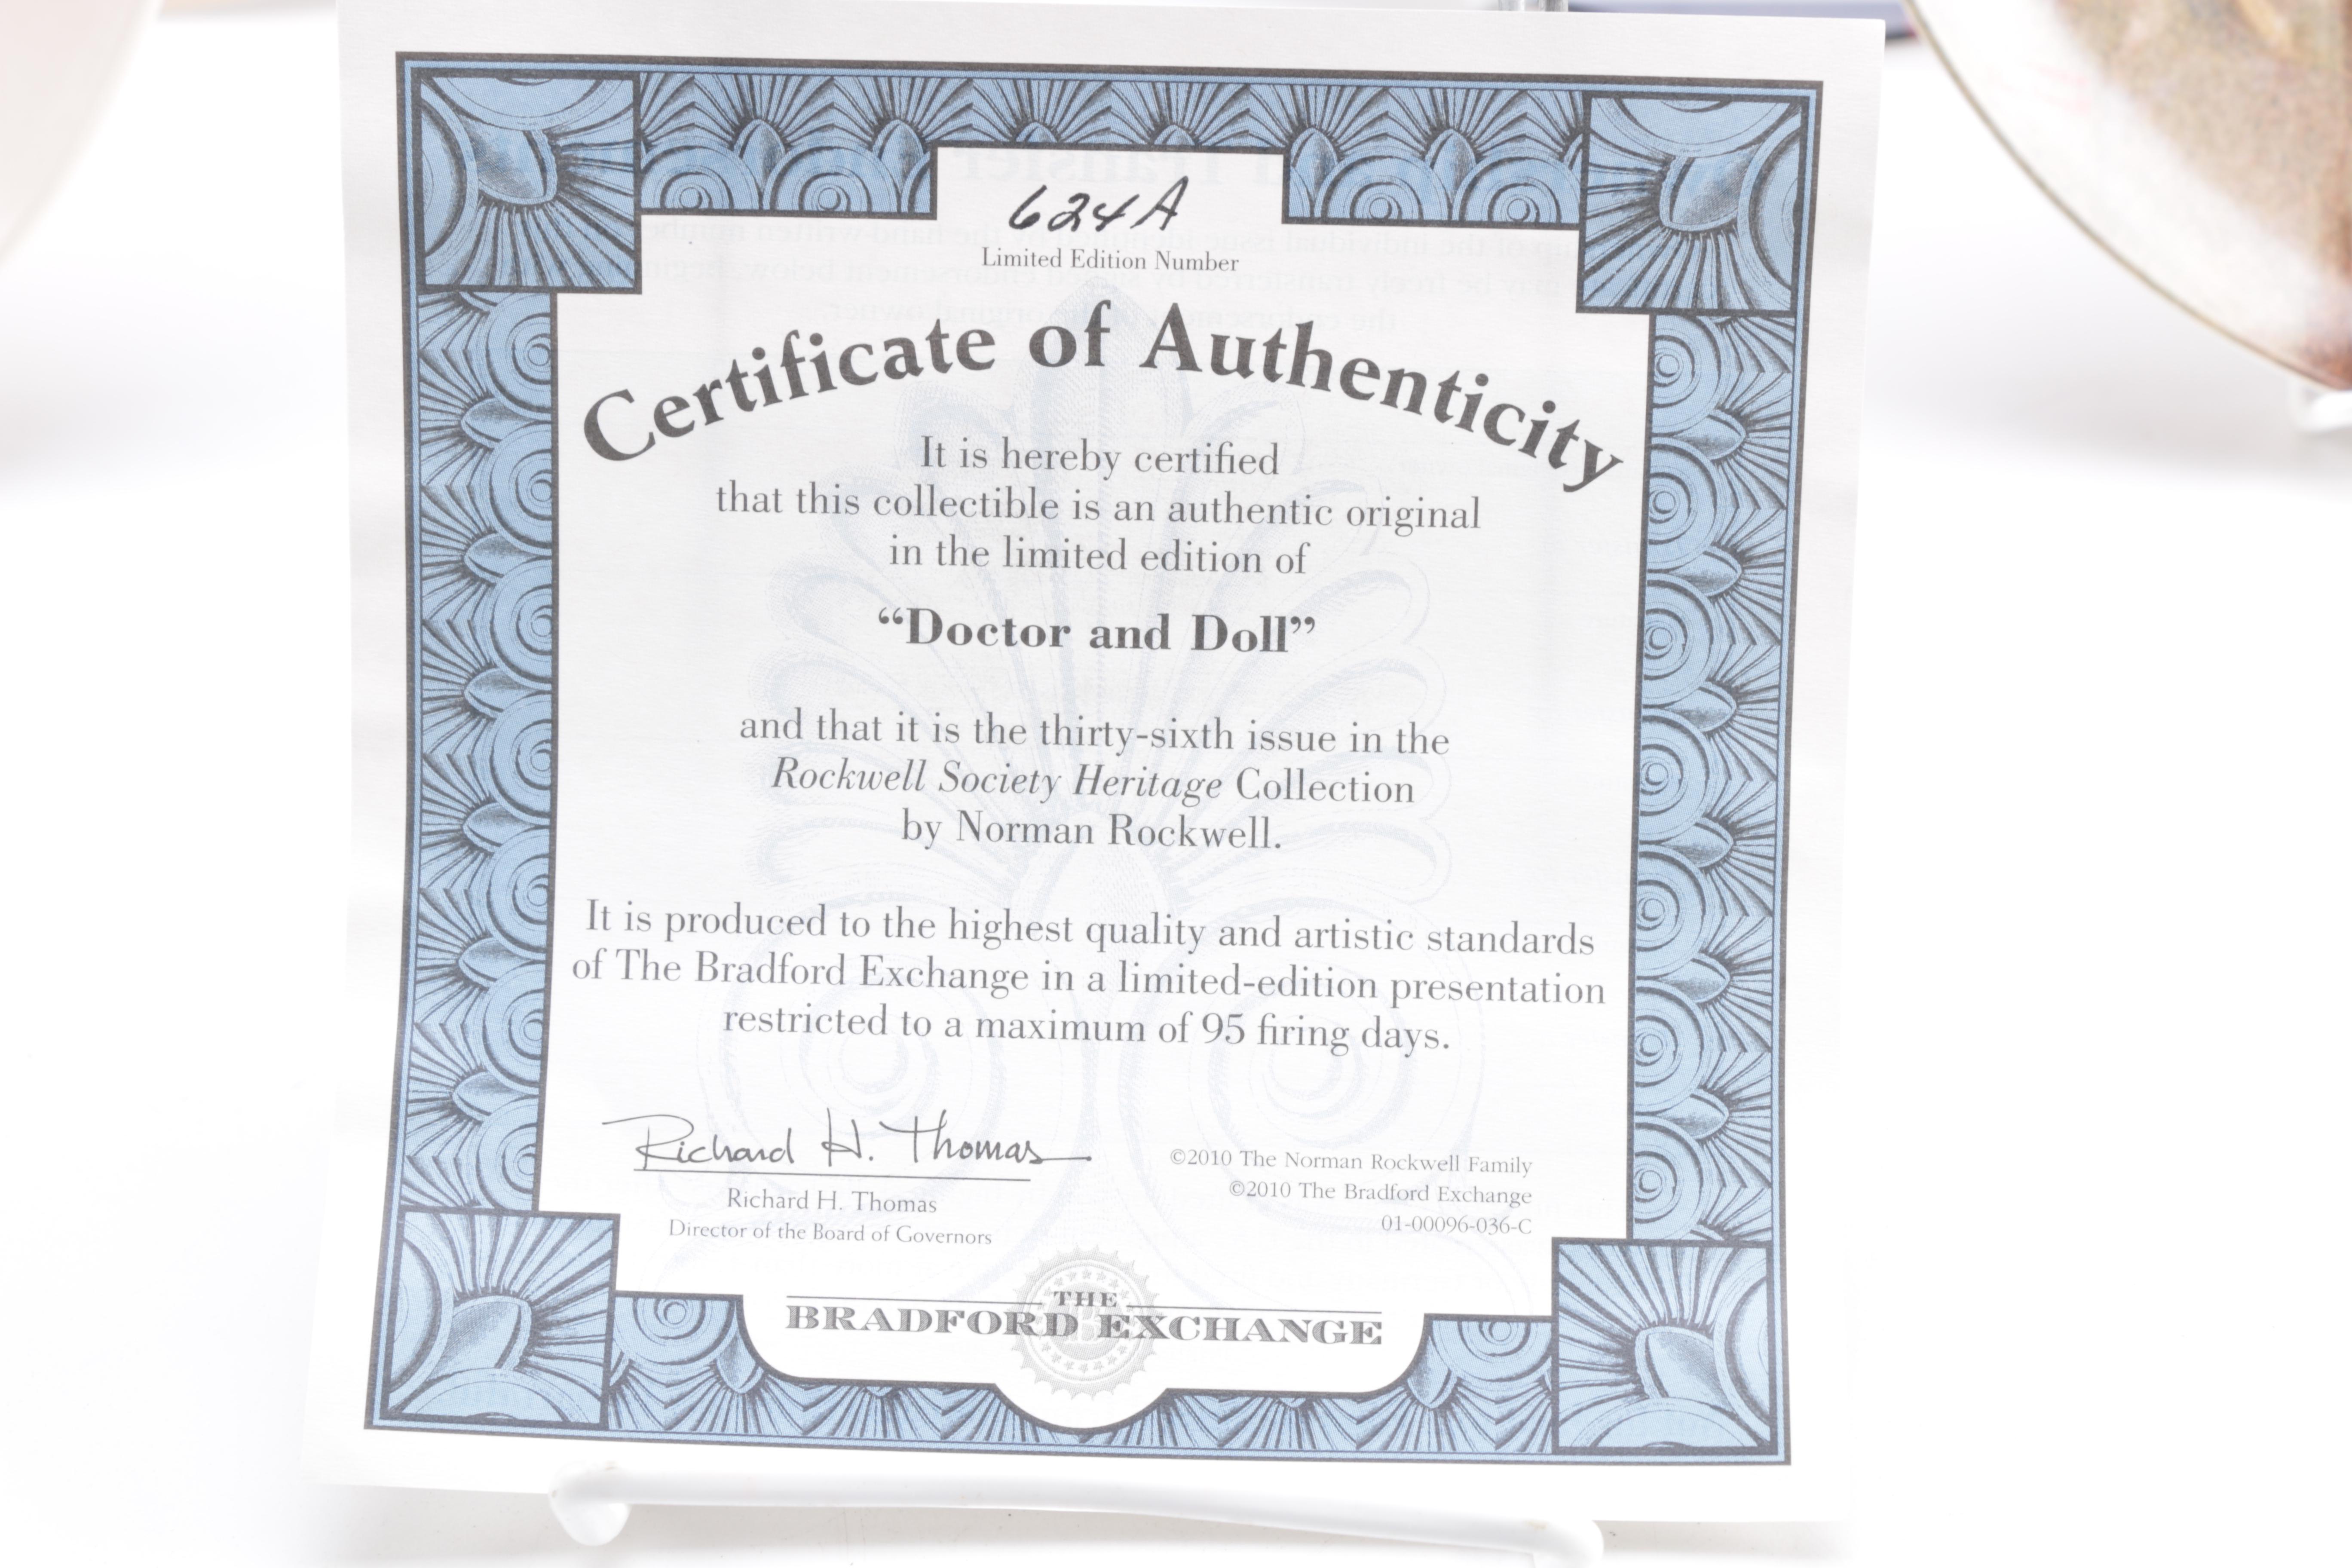 624A
Limited Edition Number
Certificate of Authenticity
It is hereby certified
that this collectible is an authentic original
in the limited edition of
“Doctor and Doll”
and that it is the thirty-sixth issue in the
Rockwell Society Heritage Collection
by Norman Rockwell.
It is produced to the highest quality and artistic standards
of The Bradford Exchange in a limited-edition presentation
restricted to a maximum of 95 firing days.
Richard H. Thomas
Richard H. Thomas
Director of the Board of Governors
©2010 The Norman Rockwell Family
©2010 The Bradford Exchange
01-00096-036-C
THE
BRADFORD EXCHANGE